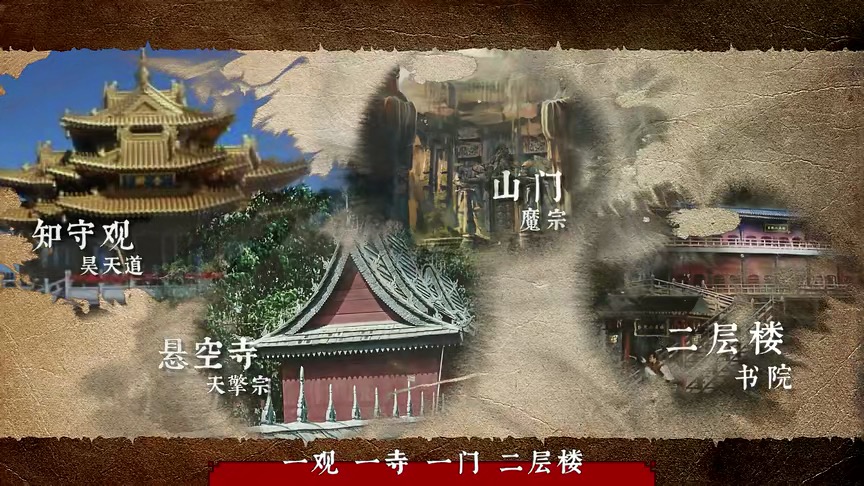 知守观
昊天道
山门
魔宗
悬空寺
天擎宗
二层楼
书院
一观 一寺 一门 二层楼